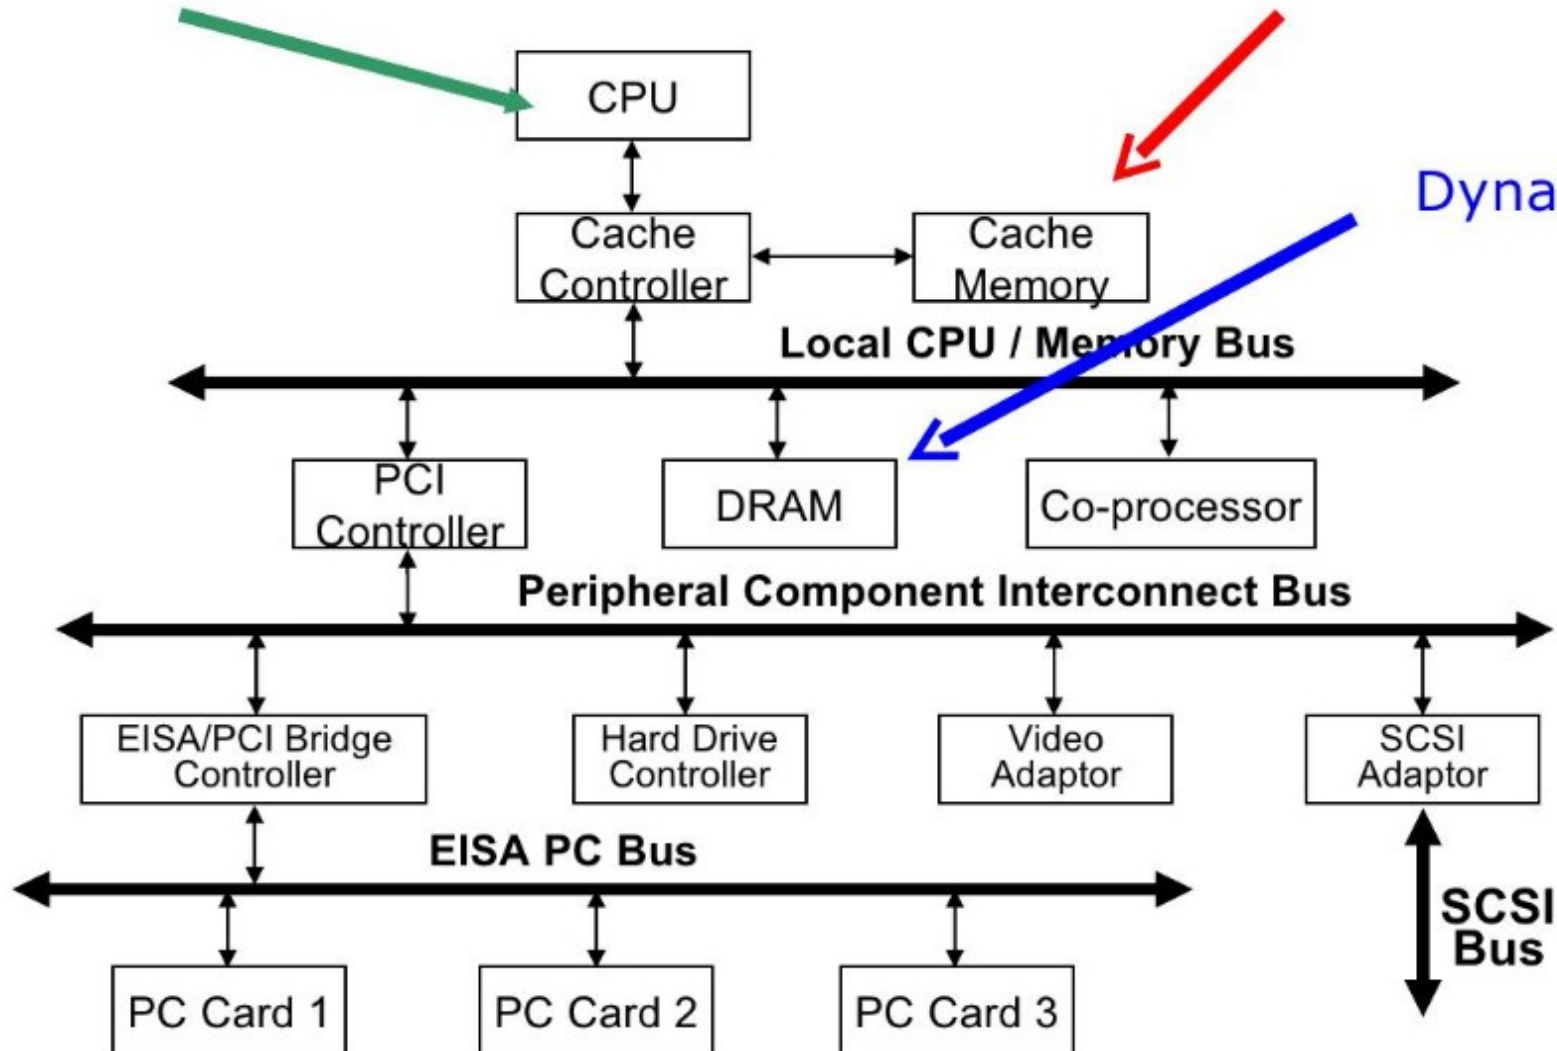 CPU
Dyna
Cache
Controller
Cache
Memory
Local CPU / Memory Bus
PCI
Controller
DRAM
Co-processor
Peripheral Component Interconnect Bus
EISA/PCI Bridge
Controller
Hard Drive
Controller
Video
Adaptor
SCSI
Adaptor
EISA PC Bus
SCSI
Bus
PC Card 1
PC Card 2
PC Card 3